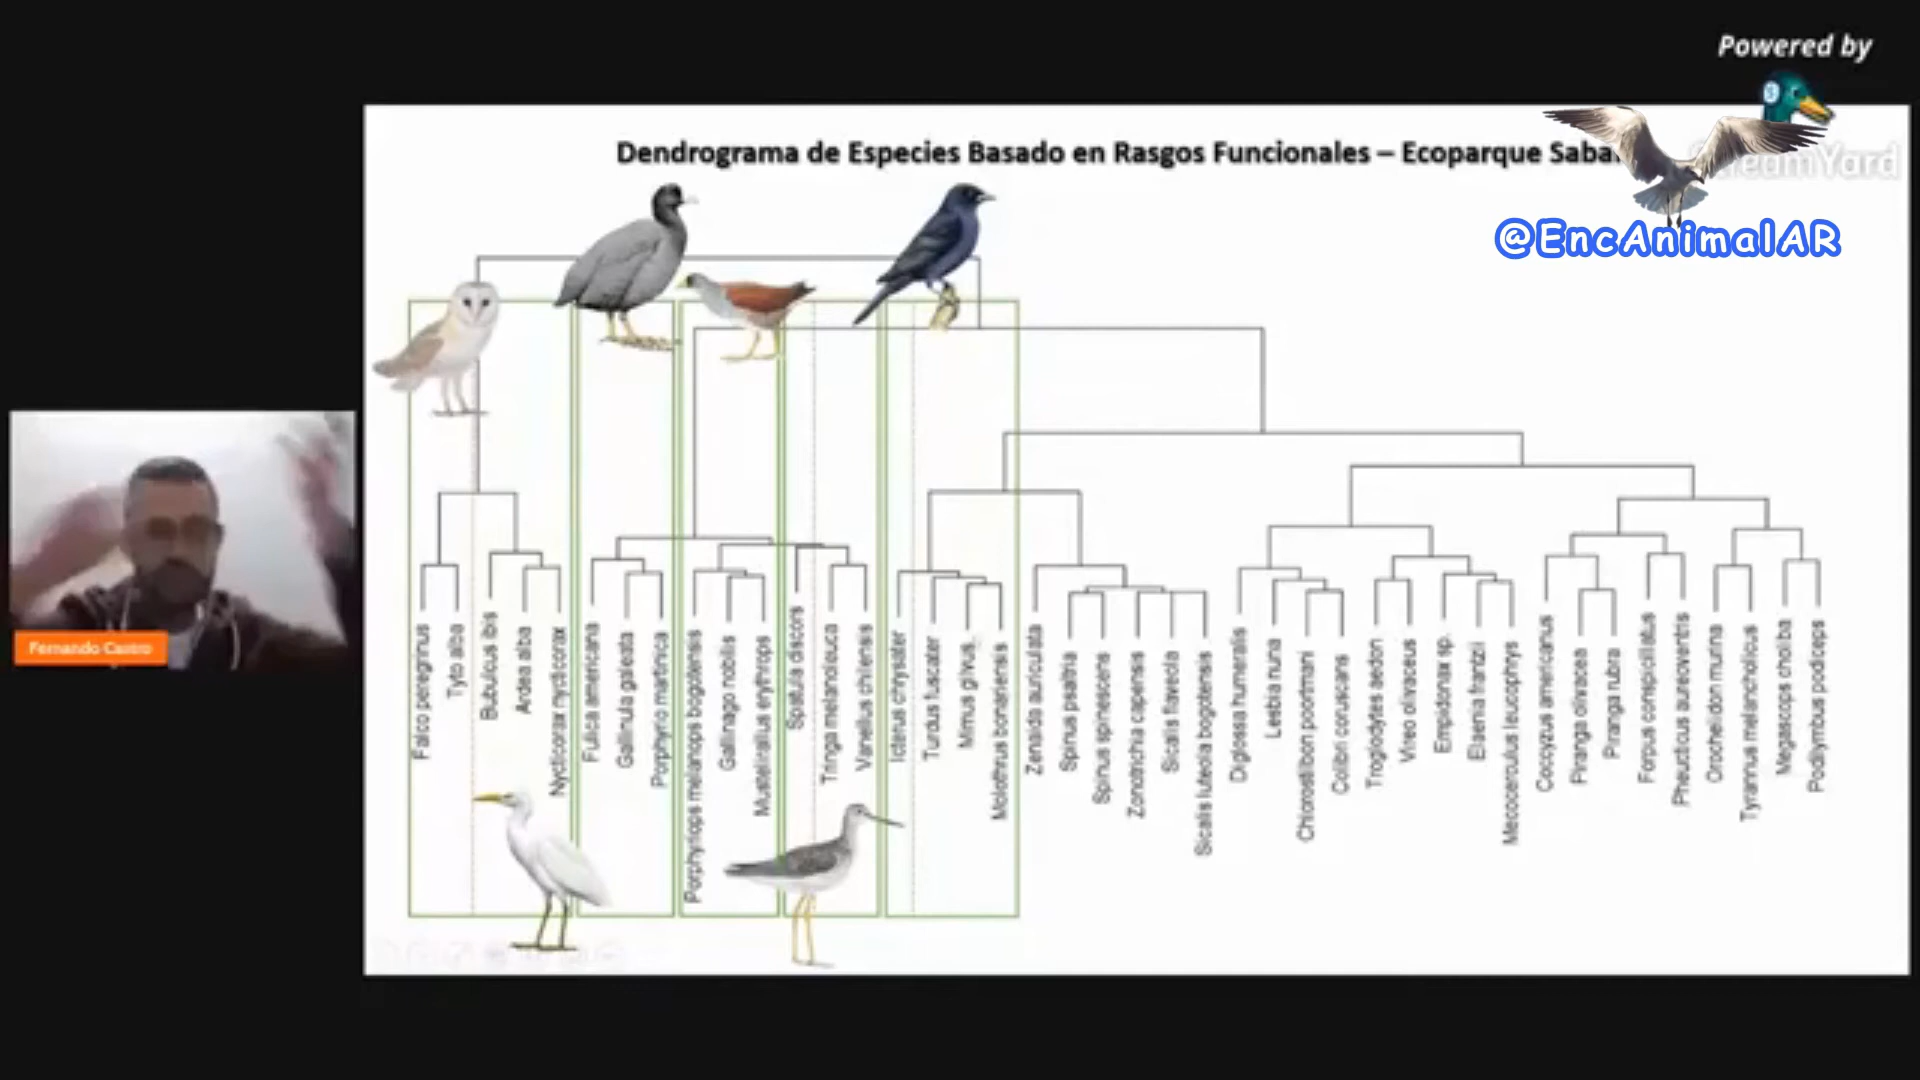 Powered by
Dendrograma de Especies Basado en Rasgos Funcionales – Ecoparque
StreamYard
@EncAnimalAR
Fernando Castro
Falco peregrinus
Tyto alba
Bubulcus ibis
Ardea alba
Nycticorax nycticorax
Fulica americana
Gallinula galeata
Porphyrio martinica
Porphyriops melanops bogotensis
Gallinago nobilis
Mustelirallus erythrops
Spatula discors
Tringa melanoleuca
Vanellus chilensis
Icterus chrysater
Turdus fuscater
Mimus gilvus
Molothrus bonariensis
Zenaida auriculata
Spinus psaltria
Spinus spinescens
Zonotrichia capensis
Sicalis flaveola
Sicalis luteola bogotensis
Diglossa humeralis
Lesbia nuna
Chlorostilbon poortmani
Colibri coruscans
Troglodytes aedon
Vireo olivaceus
Empidonax sp.
Elaenia frantzii
Mecocerculus leucophrys
Coccyzus americanus
Piranga olivacea
Piranga rubra
Forpus conspicillatus
Pheucticus aureoventris
Orochelidon murina
Tyrannus melancholicus
Megascops choliba
Podilymbus podiceps